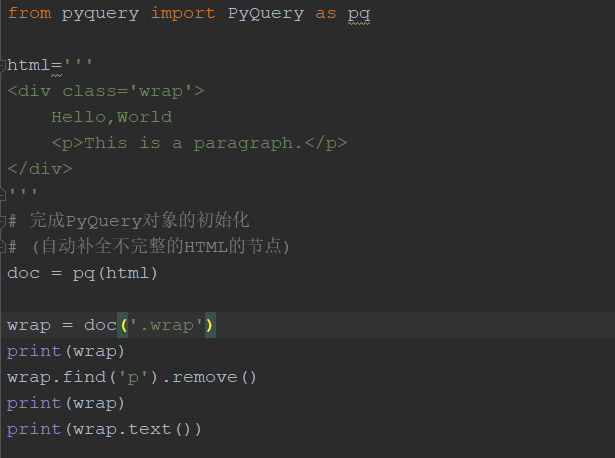 from pyquery import PyQuery as pq
html='''
<div class='wrap'>
    Hello,World
    <p>This is a paragraph.</p>
</div>
'''
# 完成PyQuery对象的初始化
# (自动补全不完整的HTML的节点)
doc = pq(html)
wrap = doc('.wrap')
print(wrap)
wrap.find('p').remove()
print(wrap)
print(wrap.text())